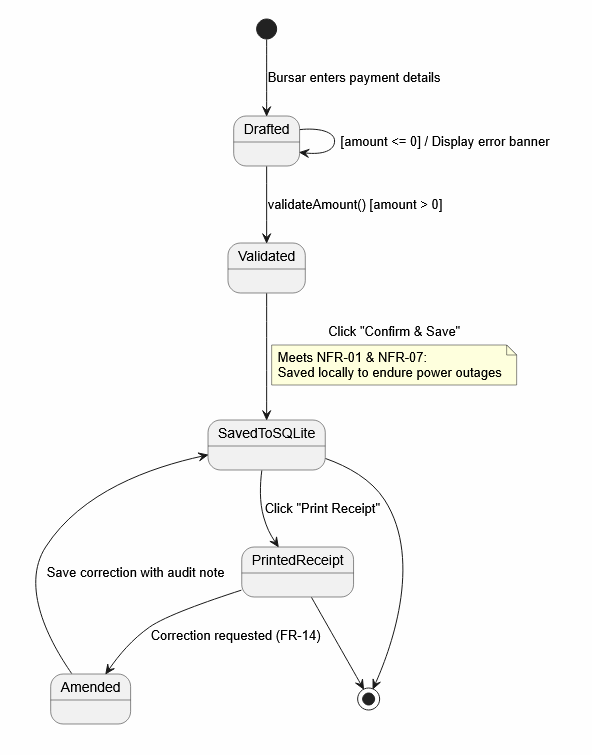 Bursar enters payment details
Drafted
[amount <= 0] / Display error banner
validateAmount() [amount > 0]
Validated
Click "Confirm & Save"
Meets NFR-01 & NFR-07:
Saved locally to endure power outages
SavedToSQLite
Click "Print Receipt"
PrintedReceipt
Save correction with audit note
Correction requested (FR-14)
Amended